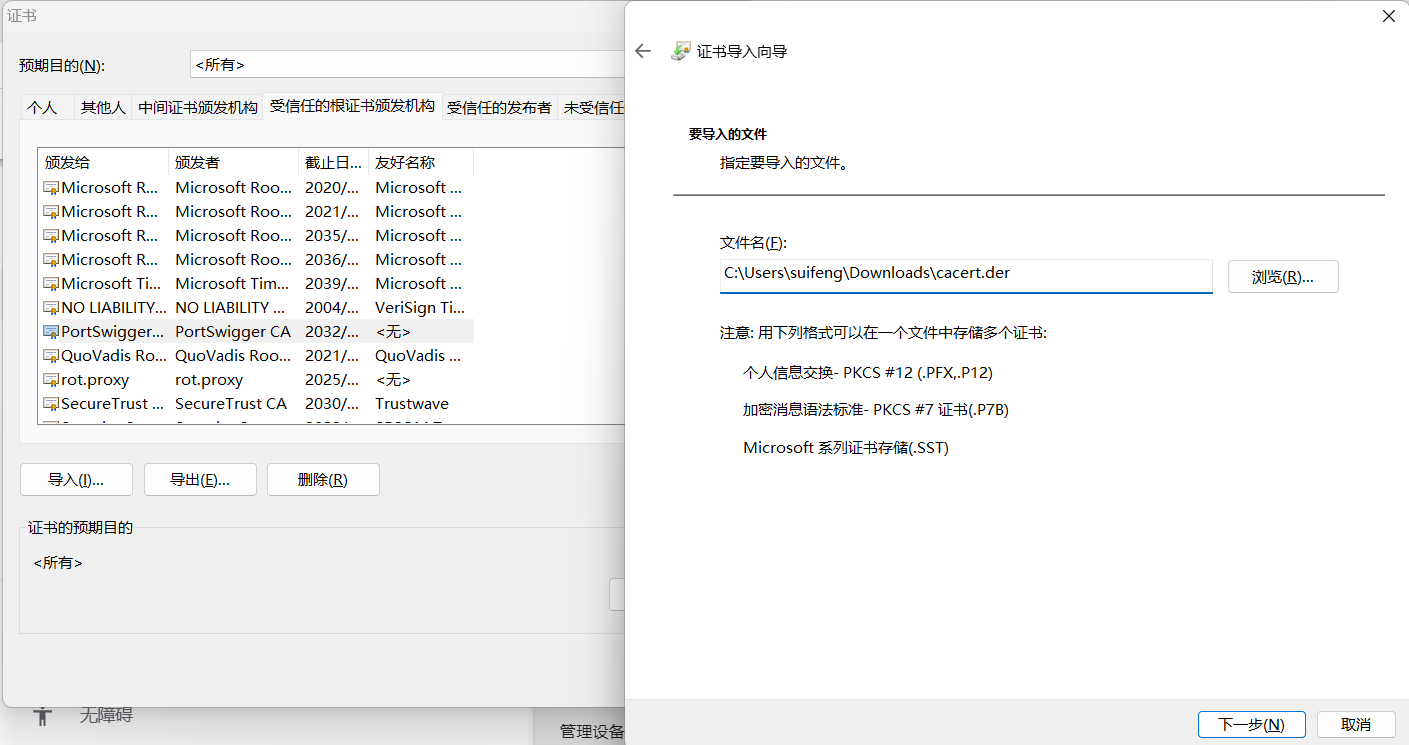 证书
预期目的(N):
<所有>
个人
其他人
中间证书颁发机构
受信任的根证书颁发机构
受信任的发布者
未受信任
颁发给 颁发者 截止日... 友好名称
Microsoft R... Microsoft Roo... 2020/... Microsoft ...
Microsoft R... Microsoft Roo... 2021/... Microsoft ...
Microsoft R... Microsoft Roo... 2035/... Microsoft ...
Microsoft R... Microsoft Roo... 2036/... Microsoft ...
Microsoft Ti... Microsoft Tim... 2039/... Microsoft ...
NO LIABILITY... NO LIABILITY ... 2004/... VeriSign Ti...
PortSwigger... PortSwigger CA 2032/... <无>
QuoVadis Ro... QuoVadis Roo... 2021/... QuoVadis ...
rot.proxy rot.proxy 2025/... <无>
SecureTrust ... SecureTrust CA 2030/... Trustwave
导入(I)...
导出(E)...
删除(R)
证书的预期目的
<所有>
无障碍
管理设备
证书导入向导
要导入的文件
指定要导入的文件。
文件名(F):
C:\Users\suifeng\Downloads\cacert.der
浏览(R)...
注意: 用下列格式可以在一个文件中存储多个证书:
个人信息交换- PKCS #12 (.PFX,.P12)
加密消息语法标准- PKCS #7 证书(.P7B)
Microsoft 系列证书存储(.SST)
下一步(N)
取消